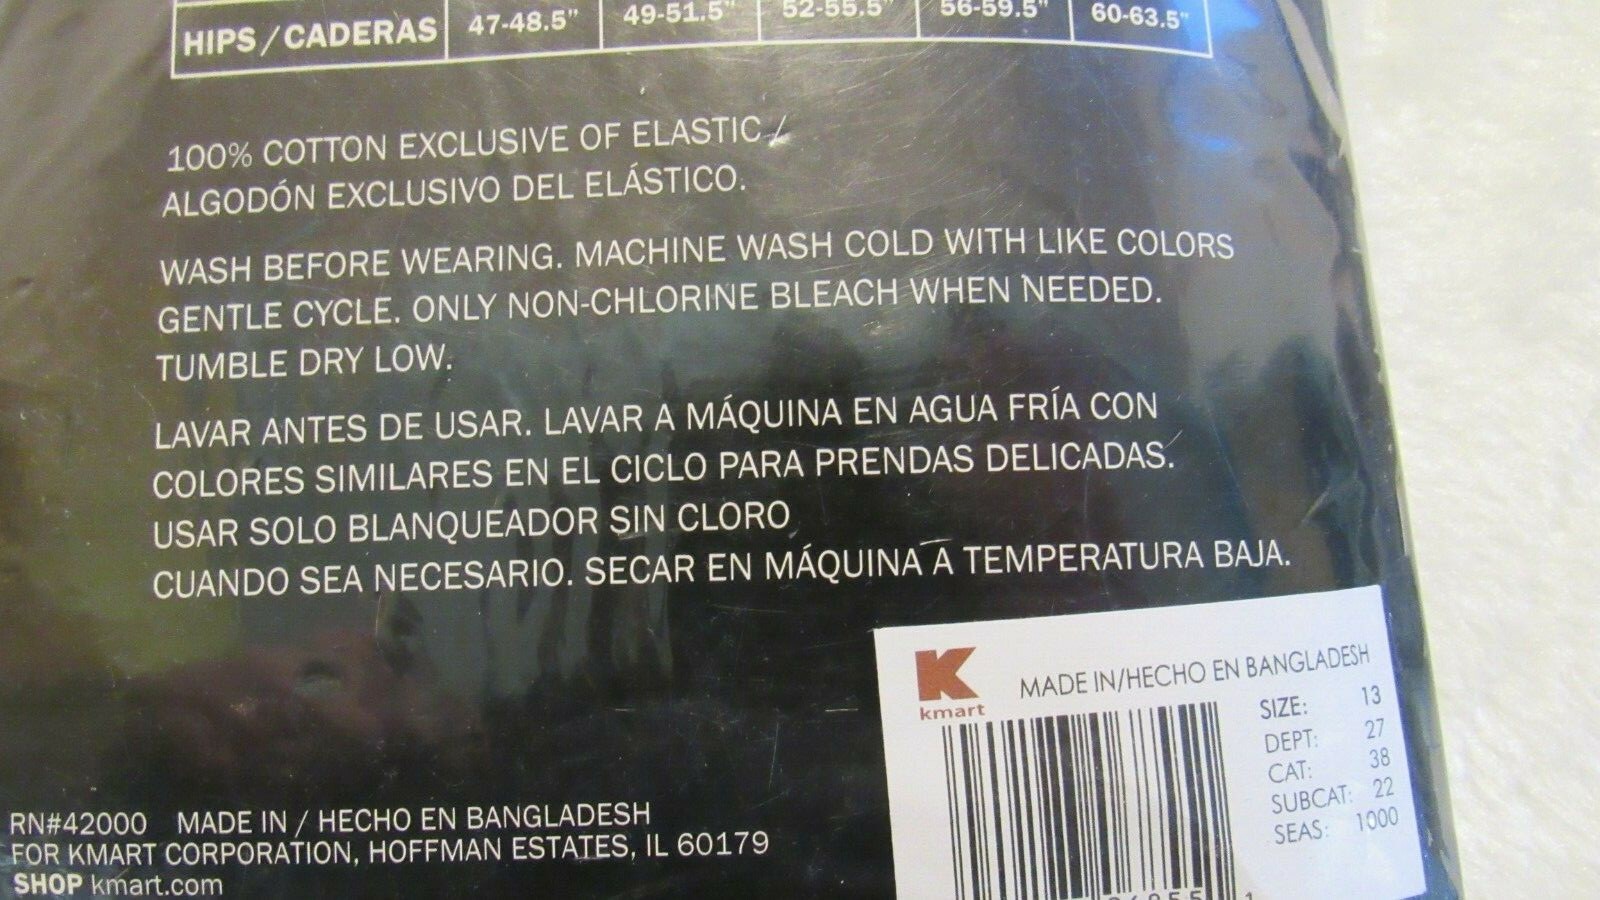 HIPS/CADERAS 47-48.5" 49-51.5" 52-55.5" 56-59.5" 60-63.5"
100% COTTON EXCLUSIVE OF ELASTIC /
ALGODÓN EXCLUSIVO DEL ELÁSTICO.
WASH BEFORE WEARING. MACHINE WASH COLD WITH LIKE COLORS
GENTLE CYCLE. ONLY NON-CHLORINE BLEACH WHEN NEEDED.
TUMBLE DRY LOW.
LAVAR ANTES DE USAR. LAVAR A MÁQUINA EN AGUA FRÍA CON
COLORES SIMILARES EN EL CICLO PARA PRENDAS DELICADAS.
USAR SOLO BLANQUEADOR SIN CLORO
CUANDO SEA NECESARIO. SECAR EN MÁQUINA A TEMPERATURA BAJA.
K
kmart
MADE IN/HECHO EN BANGLADESH
SIZE: 13
DEPT: 27
CAT: 38
SUBCAT: 22
SEAS: 1000
RN#42000 MADE IN / HECHO EN BANGLADESH
FOR KMART CORPORATION, HOFFMAN ESTATES, IL 60179
SHOP kmart.com